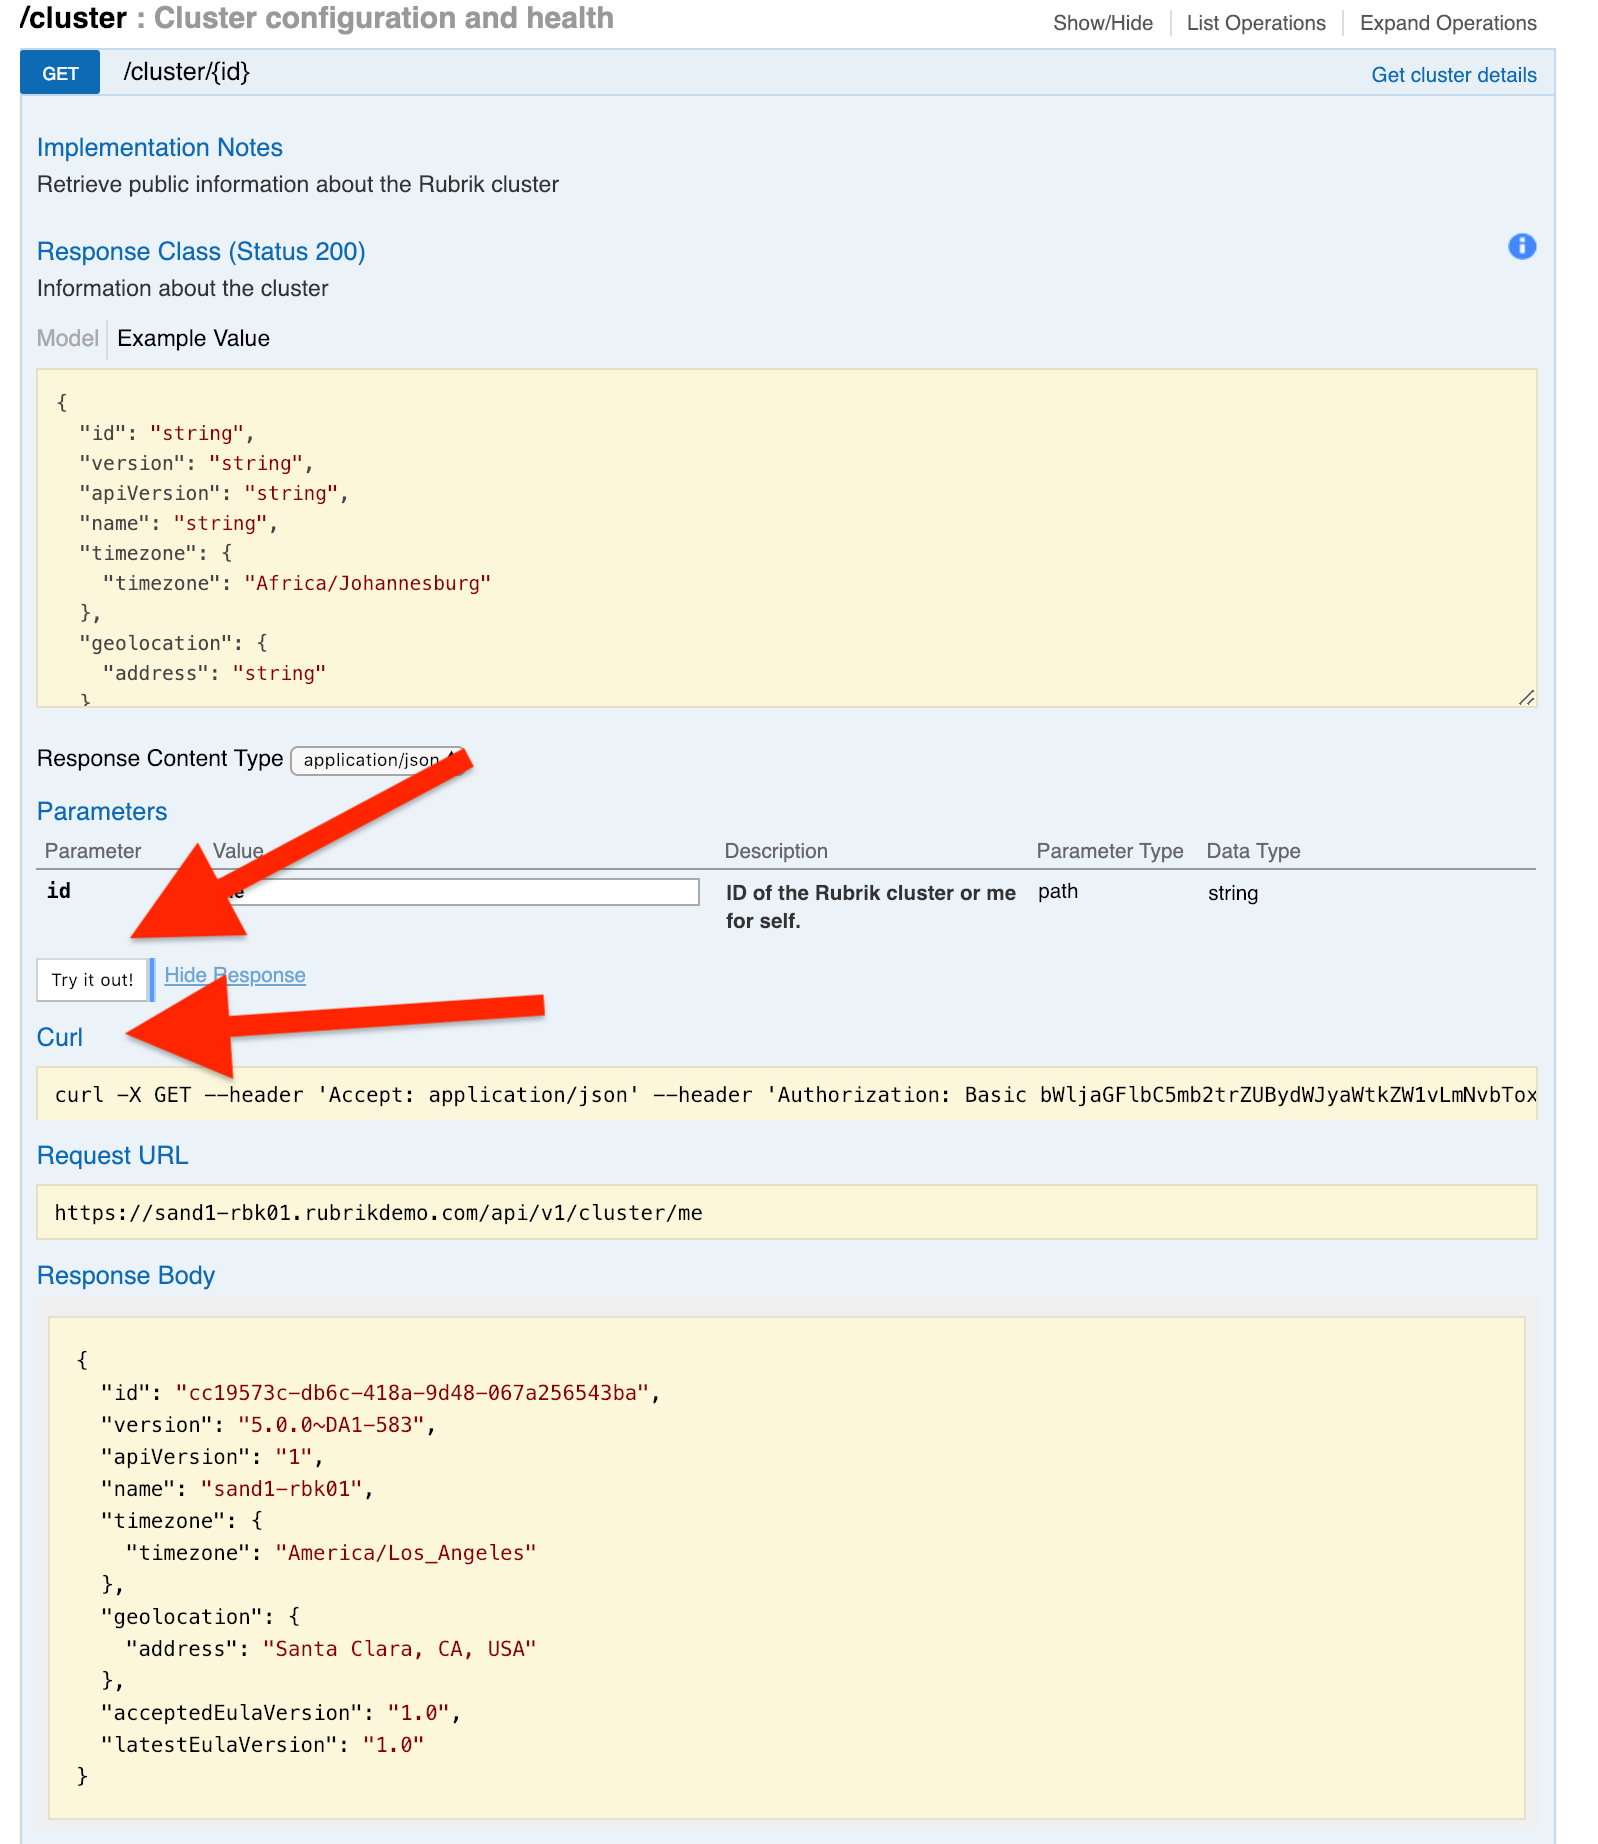 /cluster : Cluster configuration and health
Show/Hide
List Operations
Expand Operations
GET
/cluster/{id}
Get cluster details
Implementation Notes
Retrieve public information about the Rubrik cluster
Response Class (Status 200)
Information about the cluster
Model
Example Value
{
"id": "string",
"version": "string",
"apiVersion": "string",
"name": "string",
"timezone": {
"timezone": "Africa/Johannesburg"
},
"geolocation": {
"address": "string"
}
Response Content Type
application/json
Parameters
Parameter
Value
Description
Parameter Type
Data Type
id
ID of the Rubrik cluster or me
for self.
path
string
Try it out!
Hide Response
Curl
curl -X GET --header 'Accept: application/json' --header 'Authorization: Basic bWljaGFlbC5mb2trZUBydWJyaWtkZW1vLmNvbTox
Request URL
https://sand1-rbk01.rubrikdemo.com/api/v1/cluster/me
Response Body
{
"id": "cc19573c-db6c-418a-9d48-067a256543ba",
"version": "5.0.0~DA1-583",
"apiVersion": "1",
"name": "sand1-rbk01",
"timezone": {
"timezone": "America/Los_Angeles"
},
"geolocation": {
"address": "Santa Clara, CA, USA"
},
"acceptedEulaVersion": "1.0",
"latestEulaVersion": "1.0"
}